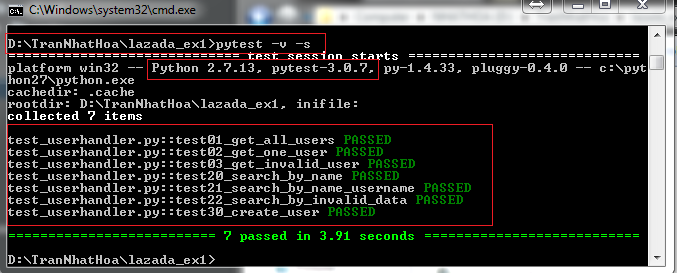 C:\Windows\system32\cmd.exe
D:\TranNhatHoa\lazada_ex1>pytest -v -s
============================= test session starts =============================
platform win32 -- Python 2.7.13, pytest-3.0.7, py-1.4.33, pluggy-0.4.0 -- c:\pyt
hon27\python.exe
cachedir: .cache
rootdir: D:\TranNhatHoa\lazada_ex1, inifile:
collected 7 items
test_userhandler.py::test01_get_all_users PASSED
test_userhandler.py::test02_get_one_user PASSED
test_userhandler.py::test03_get_invalid_user PASSED
test_userhandler.py::test20_search_by_name PASSED
test_userhandler.py::test21_search_by_name_username PASSED
test_userhandler.py::test22_search_by_invalid_data PASSED
test_userhandler.py::test30_create_user PASSED
========================== 7 passed in 3.91 seconds ===========================
D:\TranNhatHoa\lazada_ex1>